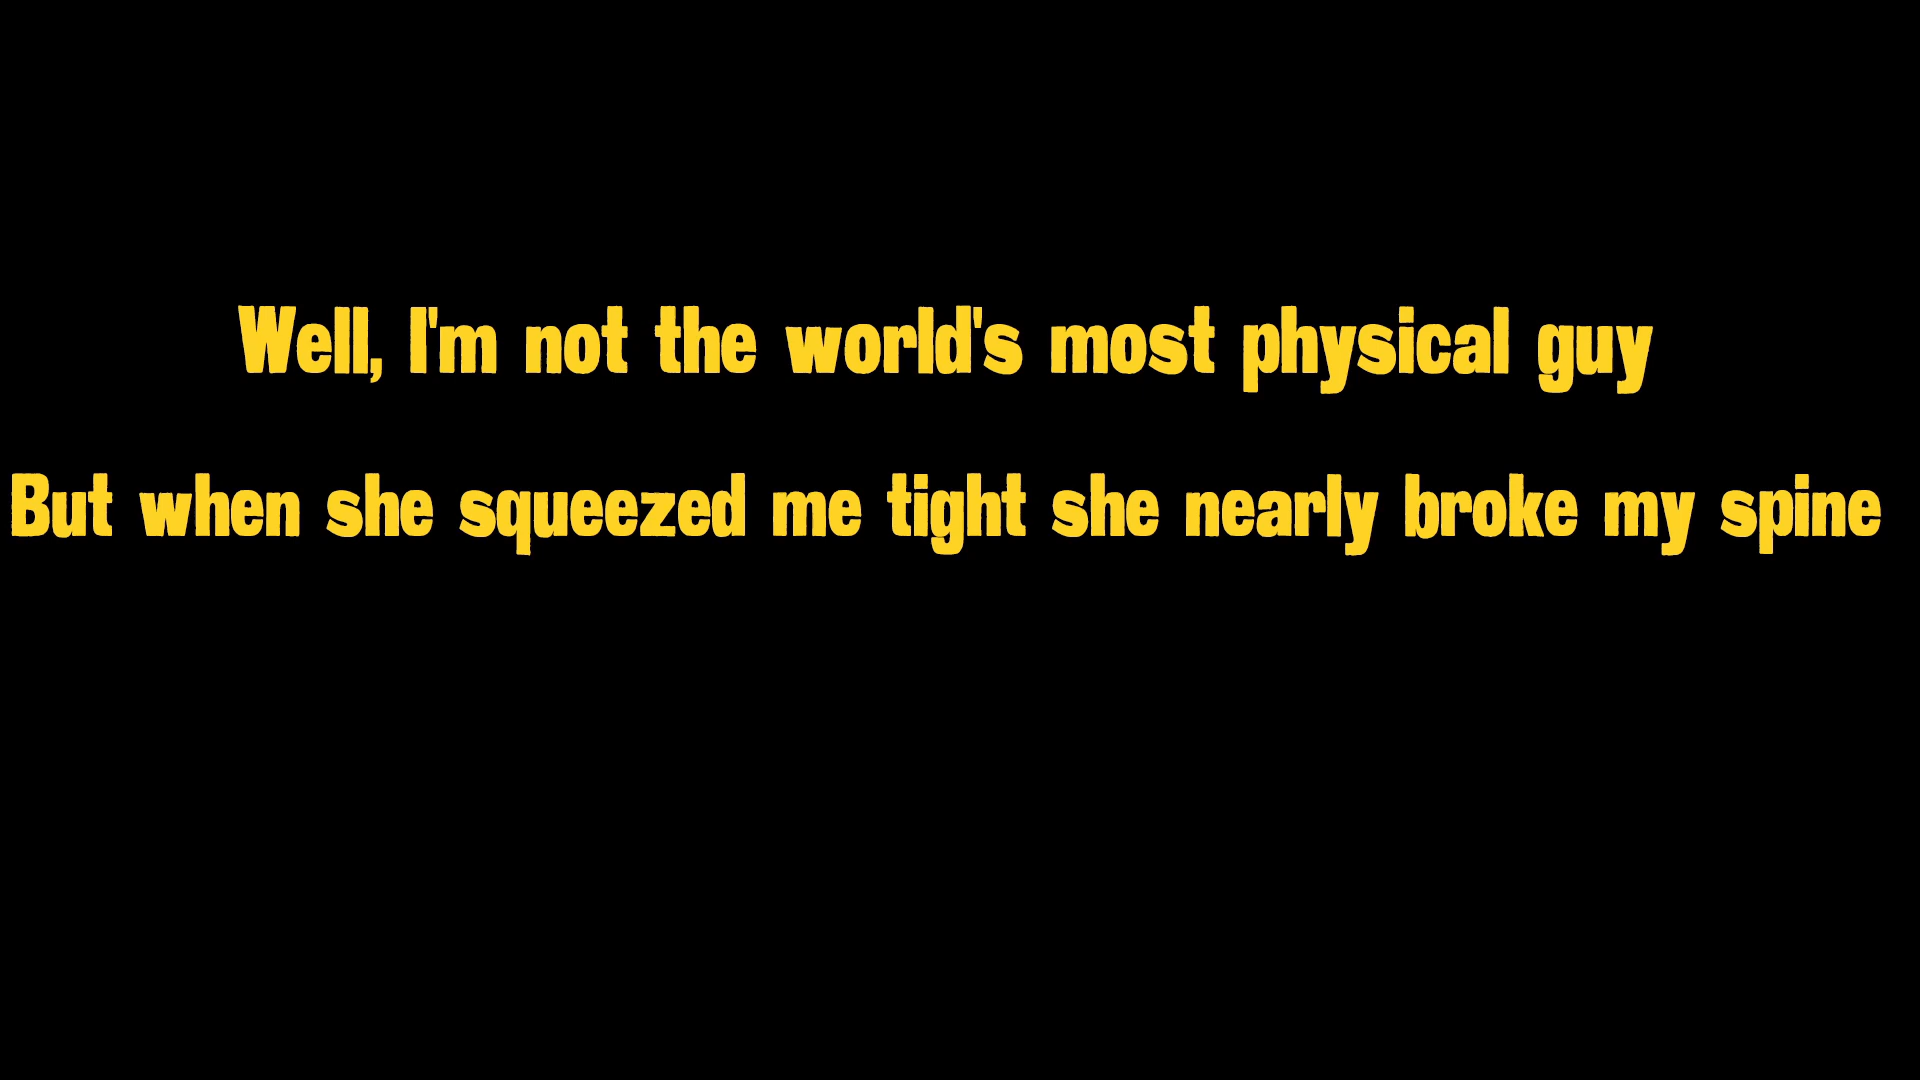 Well, I'm not the world's most physical guy
But when she squeezed me tight she nearly broke my spine